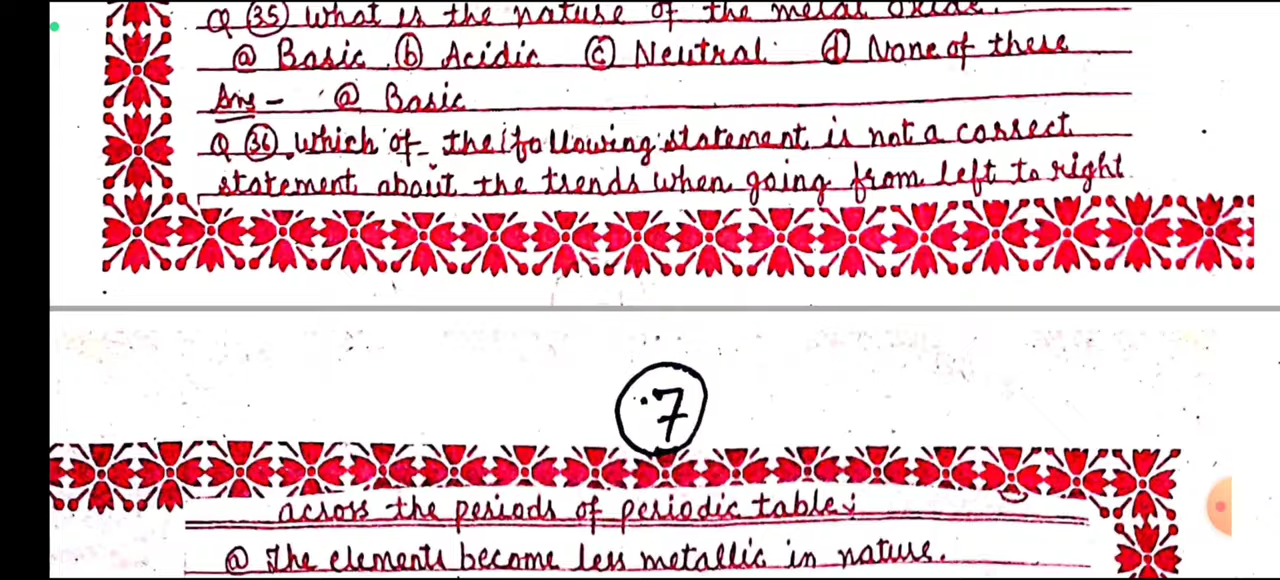 Q (35) What is the nature of the metal oxide.
(a) Basic (b) Acidic (c) Neutral (d) None of these
Ans - (a) Basic
Q (36) which of the following statement is not a correct
statement about the trends when going from left to right
7
across the periods of periodic table:
(a) The elements become less metallic in nature.